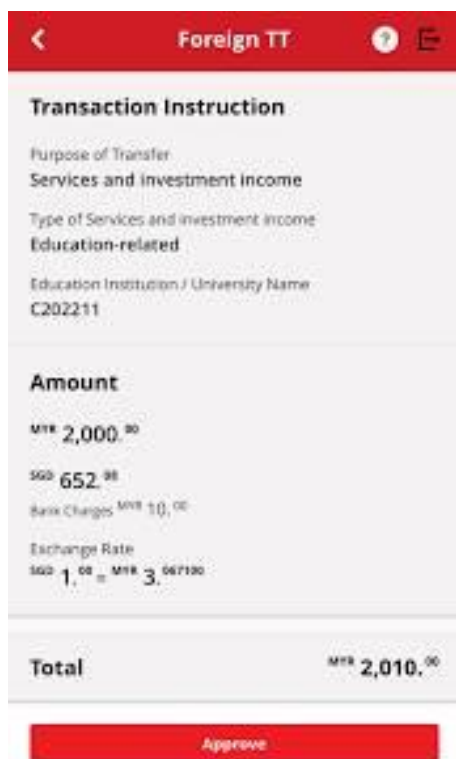 Foreign TT
?
Transaction Instruction
Purpose of Transfer
Services and investment income
Type of Services and investment income
Education-related
Education Institution / University Name
C202211
Amount
MYR 2,000.00
SGD 652.08
Bank Charges MYR 10.00
Exchange Rate
SGD 1.00 = MYR 3.067100
Total MYR 2,010.00
Approve